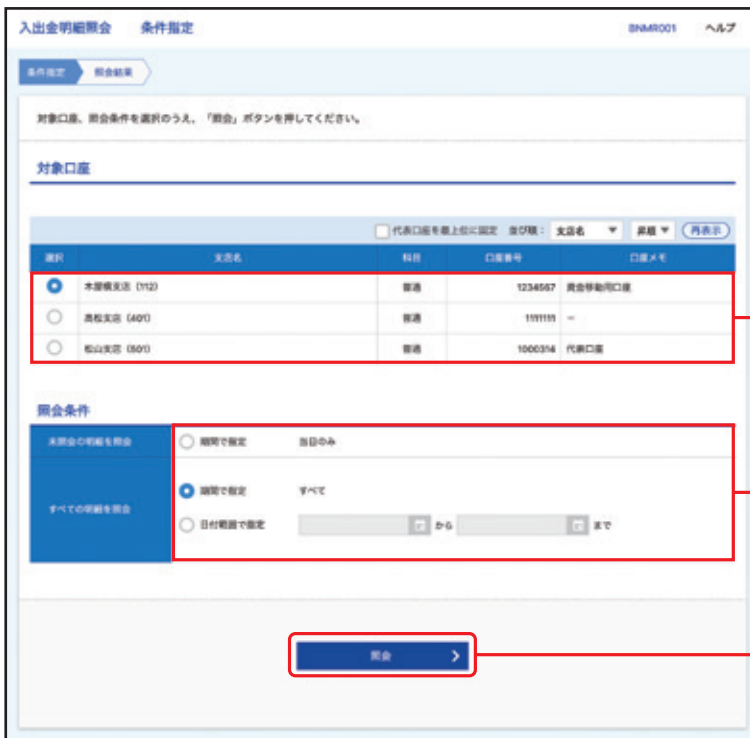 入出金明細照会 条件指定 BNMR001 ヘルプ
条件指定 照会結果
対象口座、照会条件を選択のうえ、「照会」ボタンを押してください。
対象口座
代表口座を最上位に固定 並び順： 支店名 ▼ 昇順 ▼ 再表示
選択 支店名 科目 口座番号 口座メモ
普通 1234567 資金移動用口座
高松支店 (401) 普通 1111111 －
松山支店 (501) 普通 1000314 代表口座
照会条件
未照会の明細を照会 期間で指定 当日のみ
すべての明細を照会 期間で指定 すべて
日付範囲で指定 から まで
照会